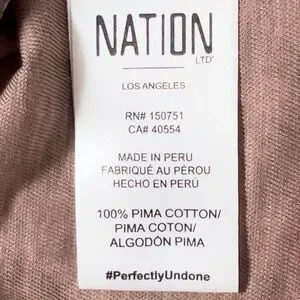 NATION
LTD
LOS ANGELES
RN# 150751
CA# 40554
MADE IN PERU
FABRIQUÉ AU PÉROU
HECHO EN PERÚ
100% PIMA COTTON/
PIMA COTON/
ALGODÓN PIMA
#PerfectlyUndone